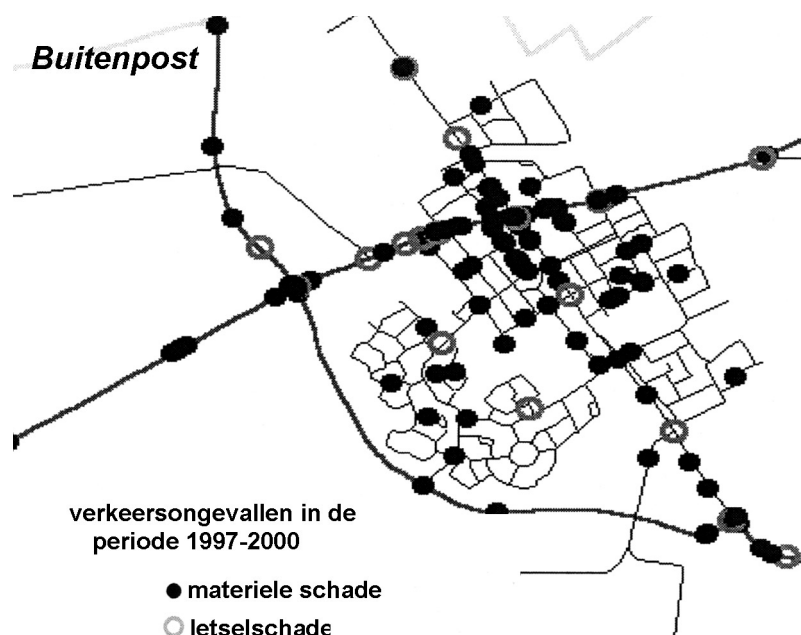 Buitenpost
verkeersongevallen in de
periode 1997-2000
materiele schade
letselschade